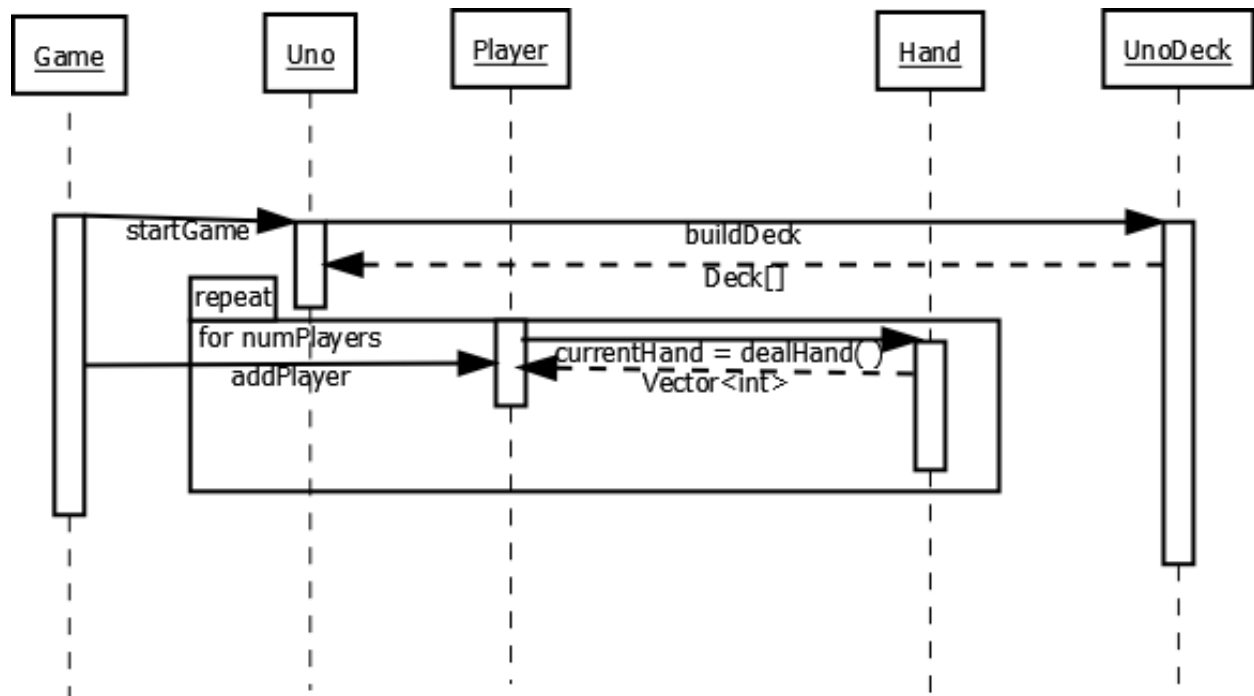 Game
Uno
Player
Hand
UnoDeck
startGame
buildDeck
Deck[]
repeat
for numPlayers
currentHand = dealHand()
addPlayer
Vector<int>